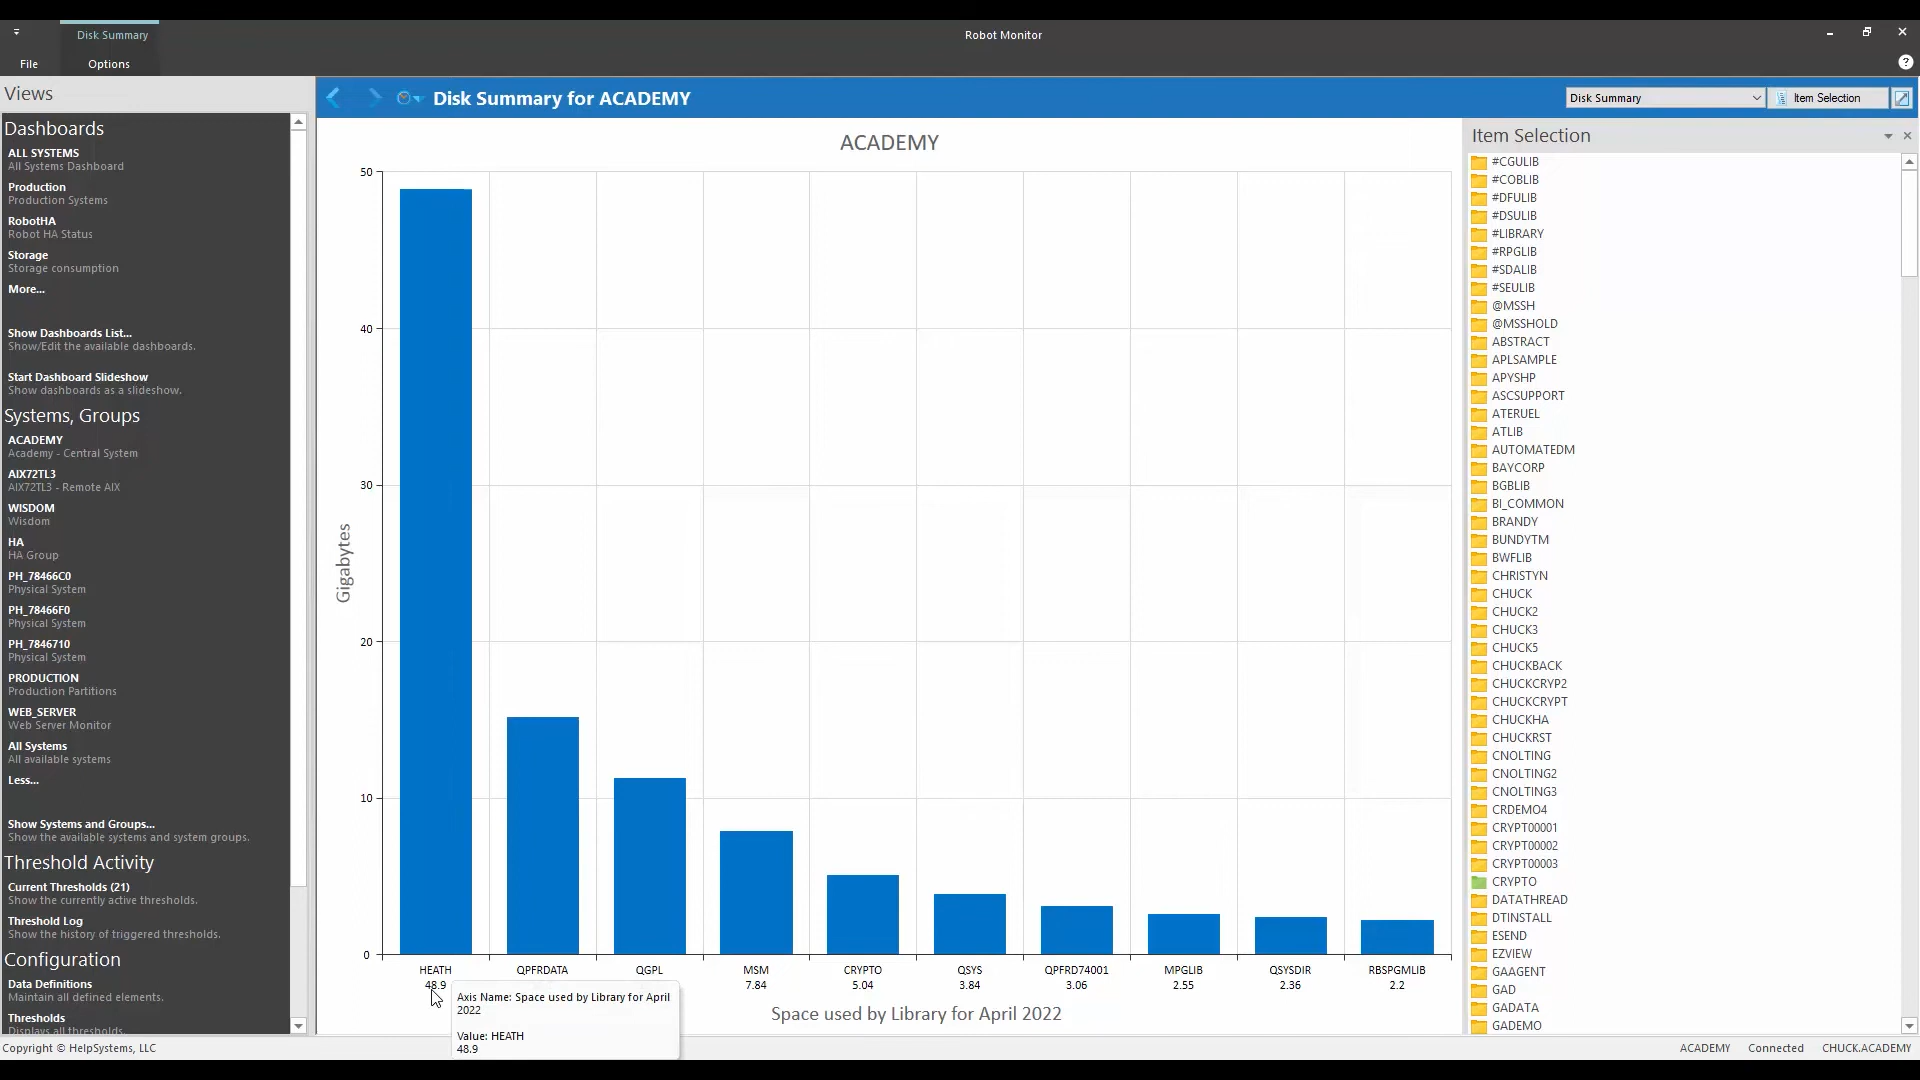 Disk Summary
Robot Monitor
File
Options
?
Views
Dashboards
ALL SYSTEMS
All Systems Dashboard
Production
Production Systems
RobotHA
Robot HA Status
Storage
Storage consumption
More...
Show Dashboards List...
Show/Edit the available dashboards.
Start Dashboard Slideshow
Show dashboards as a slideshow.
Systems, Groups
ACADEMY
Academy - Central System
AIX72TL3
AIX72TL3 - Remote AIX
WISDOM
Wisdom
HA
HA Group
PH_78466C0
Physical System
PH_78466F0
Physical System
PH_7846710
Physical System
PRODUCTION
Production Partitions
WEB_SERVER
Web Server Monitor
All Systems
All available systems
Less...
Show Systems and Groups...
Show the available systems and system groups.
Threshold Activity
Current Thresholds (21)
Show the currently active thresholds.
Threshold Log
Show the history of triggered thresholds.
Configuration
Data Definitions
Maintain all defined elements.
Thresholds
Displays all thresholds.
Disk Summary for ACADEMY
Disk Summary
Item Selection
ACADEMY
Gigabytes
50
40
30
20
10
0
HEATH QPFRDATA QGPL MSM CRYPTO QSYS QPFRD74001 MPGLIB QSYSDIR RBSPGMLIB
48.9 7.84 5.04 3.84 3.06 2.55 2.36 2.2
Axis Name: Space used by Library for April
2022
Value: HEATH
48.9
Space used by Library for April 2022
Item Selection
#CGULIB
#COBLIB
#DFULIB
#DSULIB
#LIBRARY
#RPGLIB
#SDALIB
#SEULIB
@MSSH
@MSSHOLD
ABSTRACT
APLSAMPLE
APYSHP
ASCSUPPORT
ATERUEL
ATLIB
AUTOMATEDM
BAYCORP
BGBLIB
BI_COMMON
BRANDY
BUNDYTM
BWFLIB
CHRISTYN
CHUCK
CHUCK2
CHUCK3
CHUCK5
CHUCKBACK
CHUCKCRYP2
CHUCKCRYPT
CHUCKHA
CHUCKRST
CNOLTING
CNOLTING2
CNOLTING3
CRDEMO4
CRYPT00001
CRYPT00002
CRYPT00003
CRYPTO
DATATHREAD
DTINSTALL
ESEND
EZVIEW
GAAGENT
GAD
GADATA
GADEMO
Copyright © HelpSystems, LLC
ACADEMY Connected CHUCK.ACADEMY